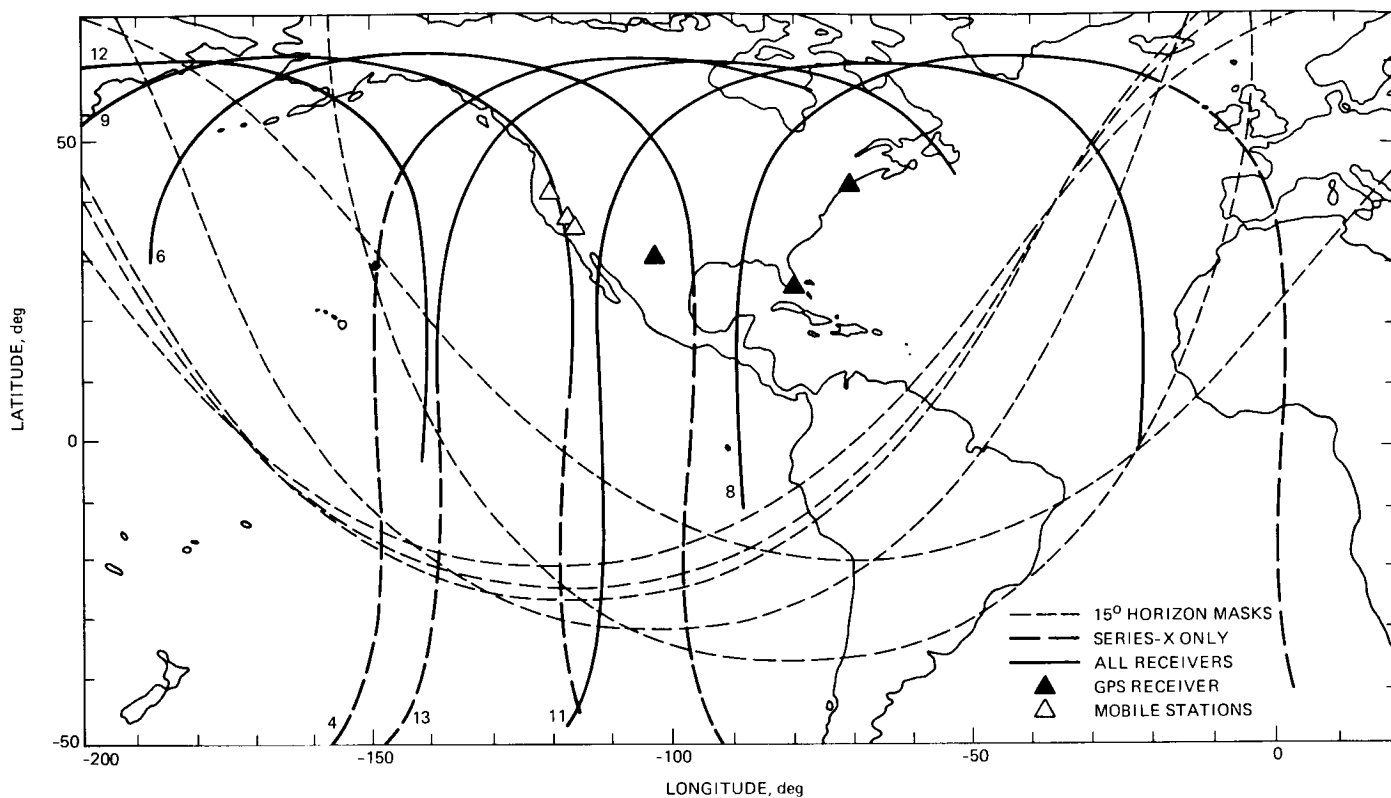 12
9
50
6
LATITUDE, deg
0
8
15° HORIZON MASKS
SERIES-X ONLY
ALL RECEIVERS
GPS RECEIVER
MOBILE STATIONS
4
13
11
-50
-200
-150
-100
-50
0
LONGITUDE, deg